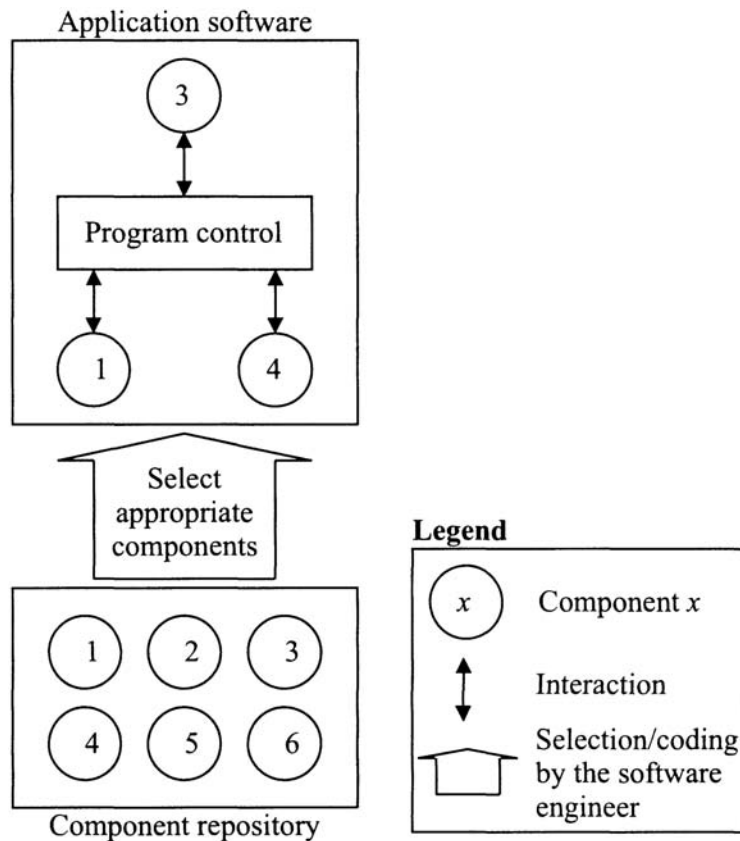 Application software
3
Program control
1 4
Select
appropriate
components
1 2 3
4 5 6
Component repository
Legend
x Component x
Interaction
Selection/coding
by the software
engineer